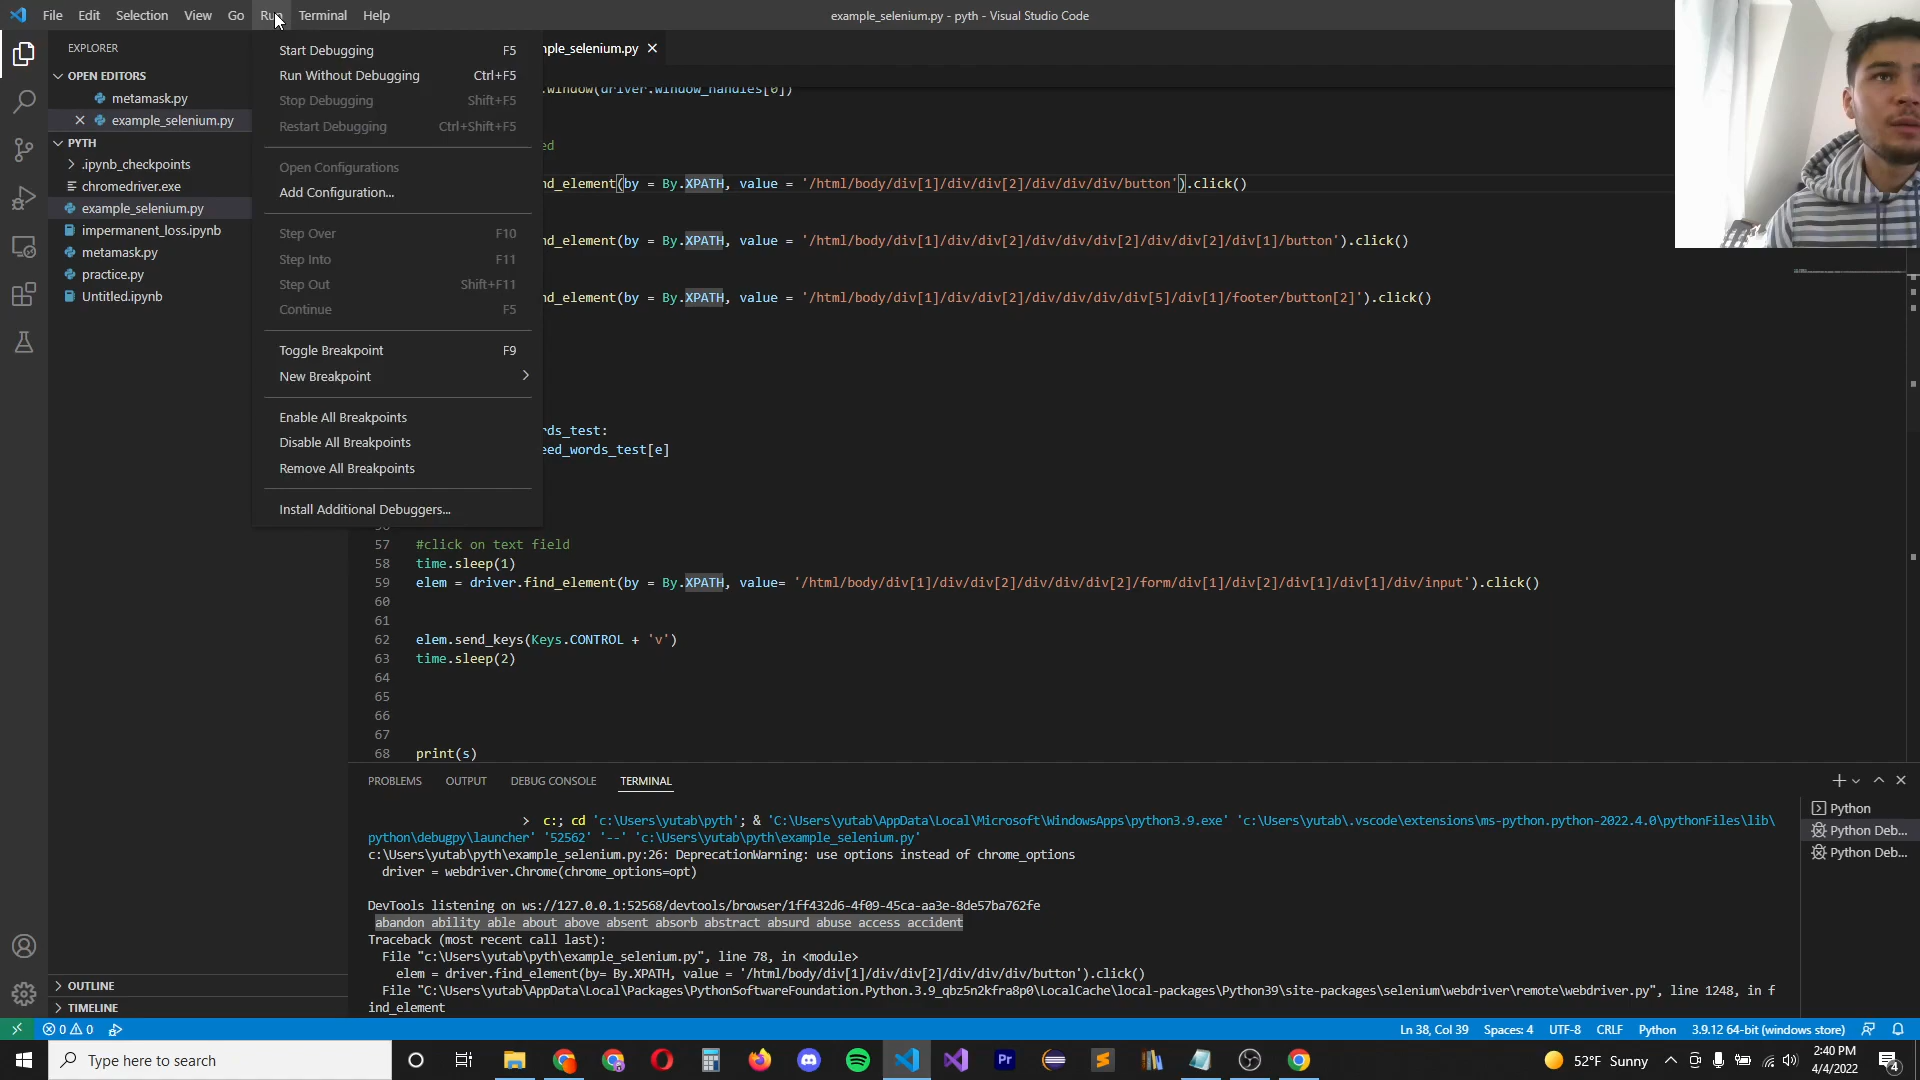 File Edit Selection View Go Run Terminal Help
example_selenium.py - pyth - Visual Studio Code
EXPLORER
OPEN EDITORS
metamask.py
example_selenium.py
PYTH
.ipynb_checkpoints
chromedriver.exe
example_selenium.py
impermanent_loss.ipynb
metamask.py
practice.py
Untitled.ipynb
OUTLINE
TIMELINE
Start Debugging F5
Run Without Debugging Ctrl+F5
Stop Debugging Shift+F5
Restart Debugging Ctrl+Shift+F5
Open Configurations
Add Configuration...
Step Over F10
Step Into F11
Step Out Shift+F11
Continue F5
Toggle Breakpoint F9
New Breakpoint
Enable All Breakpoints
Disable All Breakpoints
Remove All Breakpoints
Install Additional Debuggers...
mple_selenium.py
.window(driver.window_handles[0])
ed
nd_element(by = By.XPATH, value = '/html/body/div[1]/div/div[2]/div/div/div/button').click()
nd_element(by = By.XPATH, value = '/html/body/div[1]/div/div[2]/div/div/div[2]/div/div[2]/div[1]/button').click()
nd_element(by = By.XPATH, value = '/html/body/div[1]/div/div[2]/div/div/div/div[5]/div[1]/footer/button[2]').click()
rds_test:
eed_words_test[e]
56
57 #click on text field
58 time.sleep(1)
59 elem = driver.find_element(by = By.XPATH, value= '/html/body/div[1]/div/div[2]/div/div/div[2]/form/div[1]/div[2]/div[1]/div[1]/div/input').click()
60
61
62 elem.send_keys(Keys.CONTROL + 'v')
63 time.sleep(2)
64
65
66
67
68 print(s)
PROBLEMS OUTPUT DEBUG CONSOLE TERMINAL
> c:; cd 'c:\Users\yutab\pyth'; & 'C:\Users\yutab\AppData\Local\Microsoft\WindowsApps\python3.9.exe' 'c:\Users\yutab\.vscode\extensions\ms-python.python-2022.4.0\pythonFiles\lib\
python\debugpy\launcher' '52562' '--' 'c:\Users\yutab\pyth\example_selenium.py'
c:\Users\yutab\pyth\example_selenium.py:26: DeprecationWarning: use options instead of chrome_options
driver = webdriver.Chrome(chrome_options=opt)
DevTools listening on ws://127.0.0.1:52568/devtools/browser/1ff432d6-4f09-45ca-aa3e-8de57ba762fe
abandon ability able about above absent absorb abstract absurd abuse access accident
Traceback (most recent call last):
File "c:\Users\yutab\pyth\example_selenium.py", line 78, in <module>
elem = driver.find_element(by= By.XPATH, value = '/html/body/div[1]/div/div[2]/div/div/div/button').click()
File "C:\Users\yutab\AppData\Local\Packages\PythonSoftwareFoundation.Python.3.9_qbz5n2kfra8p0\LocalCache\local-packages\Python39\site-packages\selenium\webdriver\remote\webdriver.py", line 1248, in f
ind_element
Python
Python Deb...
Python Deb...
0 0
Ln 38, Col 39 Spaces: 4 UTF-8 CRLF Python 3.9.12 64-bit (windows store)
Type here to search
Pr
52°F Sunny
2:40 PM
4/4/2022
4